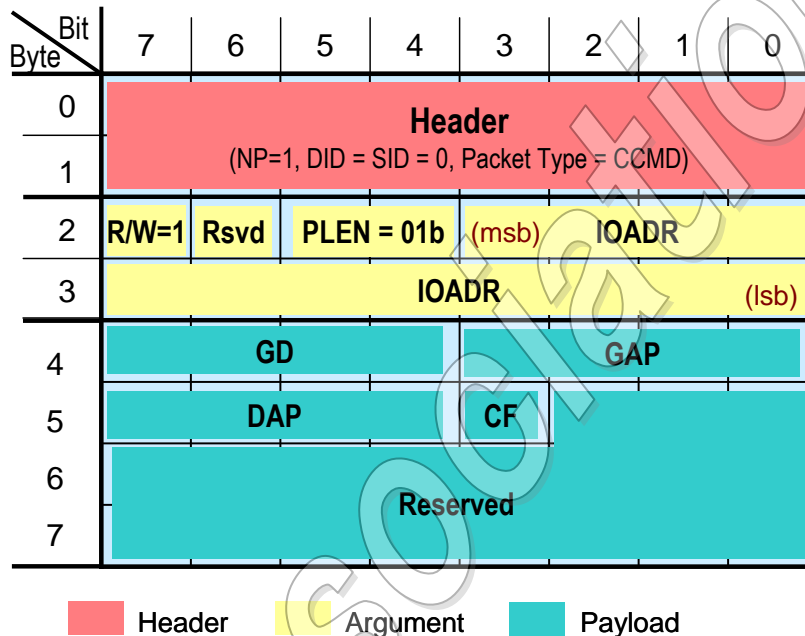 Bit
Byte 7 6 5 4 3 2 1 0
0
Header
(NP=1, DID = SID = 0, Packet Type = CCMD)
1
2 R/W=1 Rsvd PLEN = 01b (msb) IOADR
3 IOADR (lsb)
4 GD GAP
5 DAP CF
6
Reserved
7
Header Argument Payload